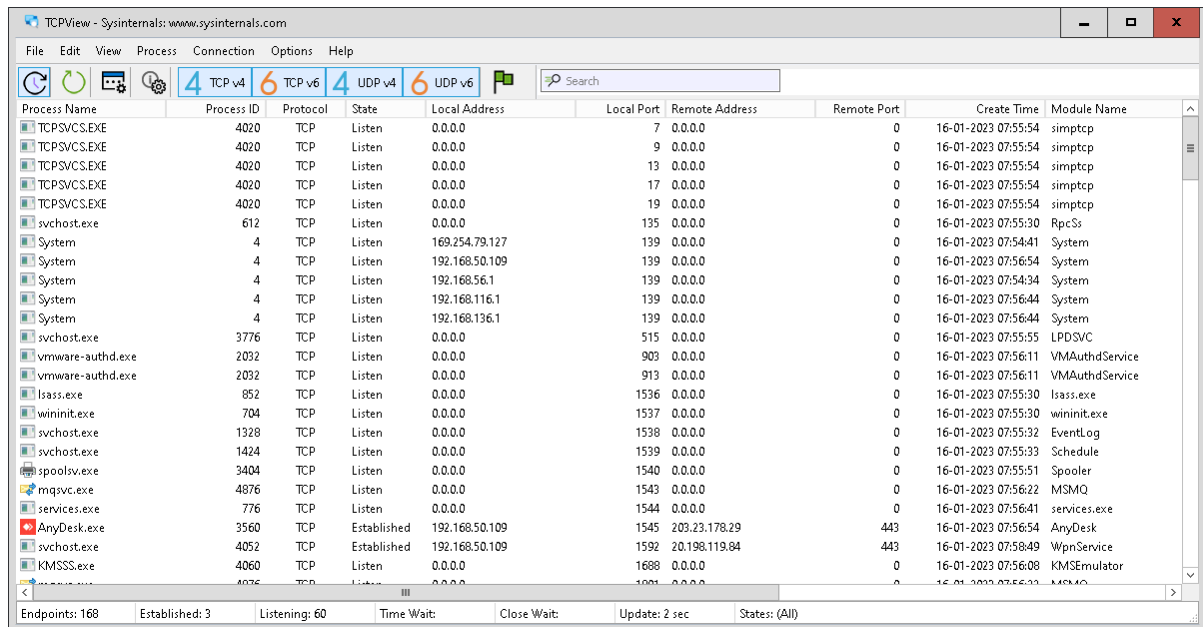 TCPView - Sysinternals: www.sysinternals.com
File Edit View Process Connection Options Help
4 TCP v4 6 TCP v6 4 UDP v4 6 UDP v6 Search
Process Name Process ID Protocol State Local Address Local Port Remote Address Remote Port Create Time Module Name
TCPSVCS.EXE 4020 TCP Listen 0.0.0.0 7 0.0.0.0 0 16-01-2023 07:55:54 simptcp
TCPSVCS.EXE 4020 TCP Listen 0.0.0.0 9 0.0.0.0 0 16-01-2023 07:55:54 simptcp
TCPSVCS.EXE 4020 TCP Listen 0.0.0.0 13 0.0.0.0 0 16-01-2023 07:55:54 simptcp
TCPSVCS.EXE 4020 TCP Listen 0.0.0.0 17 0.0.0.0 0 16-01-2023 07:55:54 simptcp
TCPSVCS.EXE 4020 TCP Listen 0.0.0.0 19 0.0.0.0 0 16-01-2023 07:55:54 simptcp
svchost.exe 612 TCP Listen 0.0.0.0 135 0.0.0.0 0 16-01-2023 07:55:30 RpcSs
System 4 TCP Listen 169.254.79.127 139 0.0.0.0 0 16-01-2023 07:54:41 System
System 4 TCP Listen 192.168.50.109 139 0.0.0.0 0 16-01-2023 07:56:54 System
System 4 TCP Listen 192.168.56.1 139 0.0.0.0 0 16-01-2023 07:54:34 System
System 4 TCP Listen 192.168.116.1 139 0.0.0.0 0 16-01-2023 07:56:44 System
System 4 TCP Listen 192.168.136.1 139 0.0.0.0 0 16-01-2023 07:56:44 System
svchost.exe 3776 TCP Listen 0.0.0.0 515 0.0.0.0 0 16-01-2023 07:55:55 LPDSVC
vmware-authd.exe 2032 TCP Listen 0.0.0.0 903 0.0.0.0 0 16-01-2023 07:56:11 VMAuthdService
vmware-authd.exe 2032 TCP Listen 0.0.0.0 913 0.0.0.0 0 16-01-2023 07:56:11 VMAuthdService
lsass.exe 852 TCP Listen 0.0.0.0 1536 0.0.0.0 0 16-01-2023 07:55:30 lsass.exe
wininit.exe 704 TCP Listen 0.0.0.0 1537 0.0.0.0 0 16-01-2023 07:55:30 wininit.exe
svchost.exe 1328 TCP Listen 0.0.0.0 1538 0.0.0.0 0 16-01-2023 07:55:32 EventLog
svchost.exe 1424 TCP Listen 0.0.0.0 1539 0.0.0.0 0 16-01-2023 07:55:33 Schedule
spoolsv.exe 3404 TCP Listen 0.0.0.0 1540 0.0.0.0 0 16-01-2023 07:55:51 Spooler
mqsvc.exe 4876 TCP Listen 0.0.0.0 1543 0.0.0.0 0 16-01-2023 07:56:22 MSMQ
services.exe 776 TCP Listen 0.0.0.0 1544 0.0.0.0 0 16-01-2023 07:56:41 services.exe
AnyDesk.exe 3560 TCP Established 192.168.50.109 1545 203.23.178.29 443 16-01-2023 07:56:54 AnyDesk
svchost.exe 4052 TCP Established 192.168.50.109 1592 20.198.119.84 443 16-01-2023 07:58:49 WpnService
KMSSS.exe 4060 TCP Listen 0.0.0.0 1688 0.0.0.0 0 16-01-2023 07:56:08 KMSEmulator
Endpoints: 168 Established: 3 Listening: 60 Time Wait: Close Wait: Update: 2 sec States: (All)